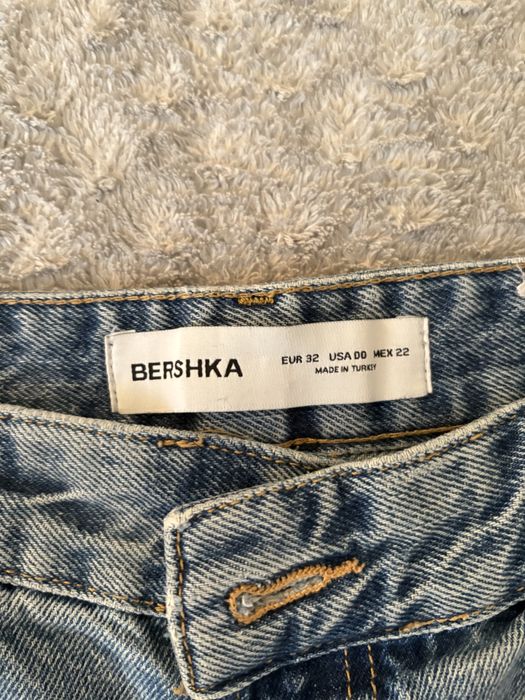 BERSHKA
EUR 32 USA 00 MEX 22
MADE IN TURKEY